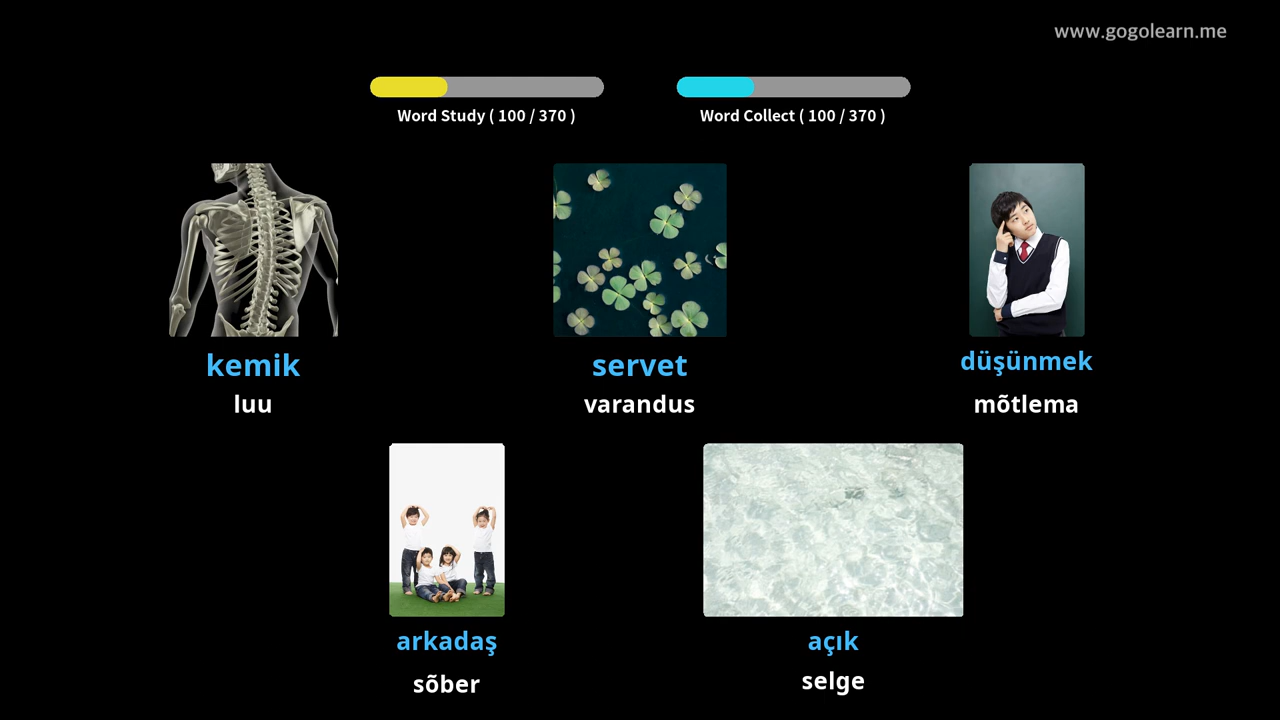 www.gogolearn.me
Word Study ( 100 / 370 )
Word Collect ( 100 / 370 )
kemik
luu
servet
varandus
düşünmek
mõtlema
arkadaş
sõber
açık
selge